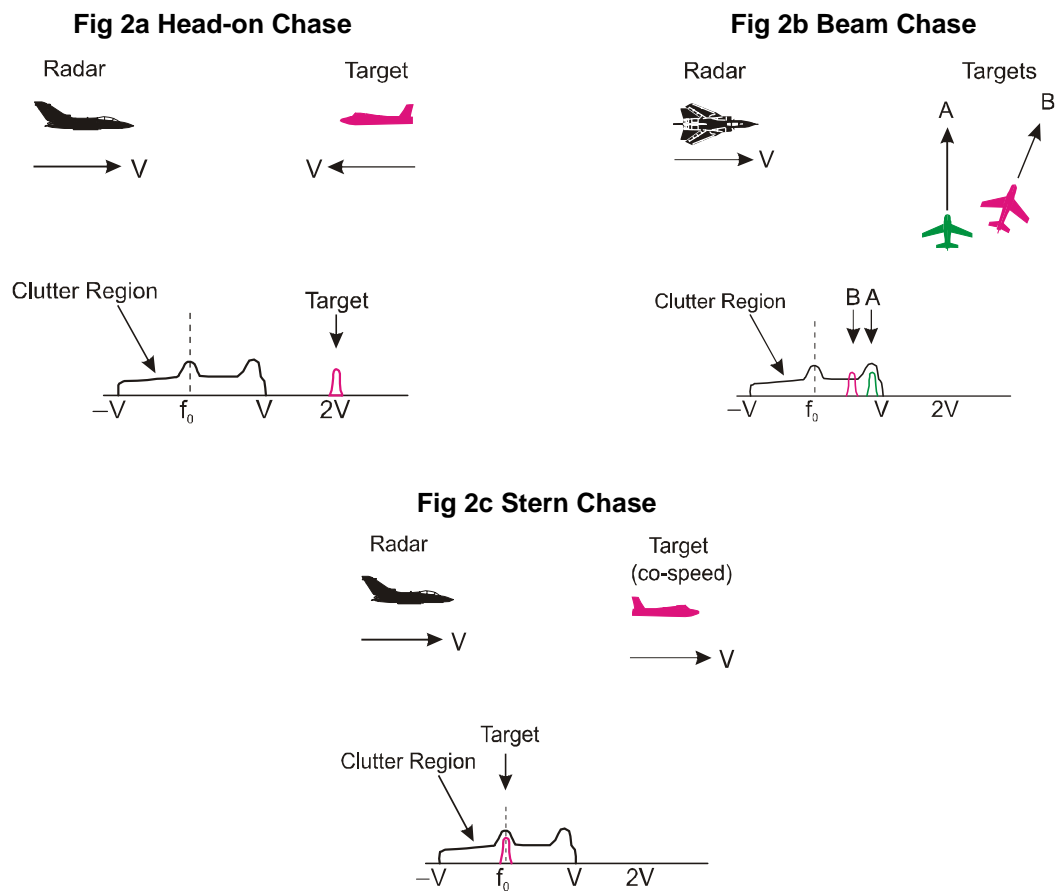 Fig 2a Head-on Chase
Radar
Target
V
V
Clutter Region
Target
–V
f₀
V
2V
Fig 2b Beam Chase
Radar
Targets
A
B
V
Clutter Region
B
A
–V
f₀
V
2V
Fig 2c Stern Chase
Radar
Target
(co-speed)
V
V
Target
Clutter Region
–V
f₀
V
2V